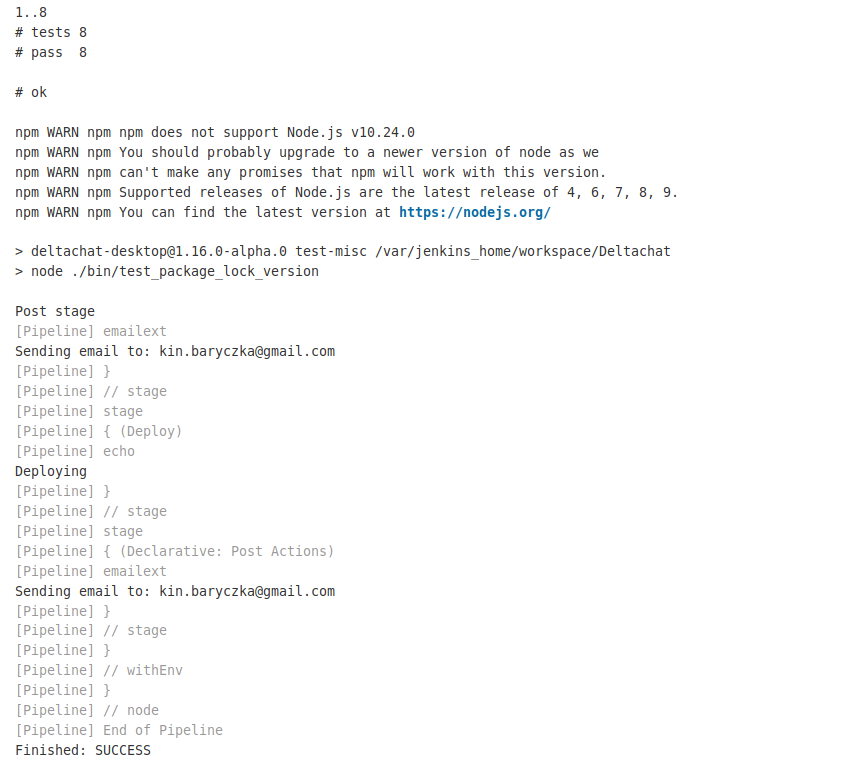 1..8
# tests 8
# pass  8
# ok
npm WARN npm npm does not support Node.js v10.24.0
npm WARN npm You should probably upgrade to a newer version of node as we
npm WARN npm can't make any promises that npm will work with this version.
npm WARN npm Supported releases of Node.js are the latest release of 4, 6, 7, 8, 9.
npm WARN npm You can find the latest version at https://nodejs.org/
> deltachat-desktop@1.16.0-alpha.0 test-misc /var/jenkins_home/workspace/Deltachat
> node ./bin/test_package_lock_version
Post stage
[Pipeline] emailext
Sending email to: kin.baryczka@gmail.com
[Pipeline] }
[Pipeline] // stage
[Pipeline] stage
[Pipeline] { (Deploy)
[Pipeline] echo
Deploying
[Pipeline] }
[Pipeline] // stage
[Pipeline] stage
[Pipeline] { (Declarative: Post Actions)
[Pipeline] emailext
Sending email to: kin.baryczka@gmail.com
[Pipeline] }
[Pipeline] // stage
[Pipeline] }
[Pipeline] // withEnv
[Pipeline] }
[Pipeline] // node
[Pipeline] End of Pipeline
Finished: SUCCESS